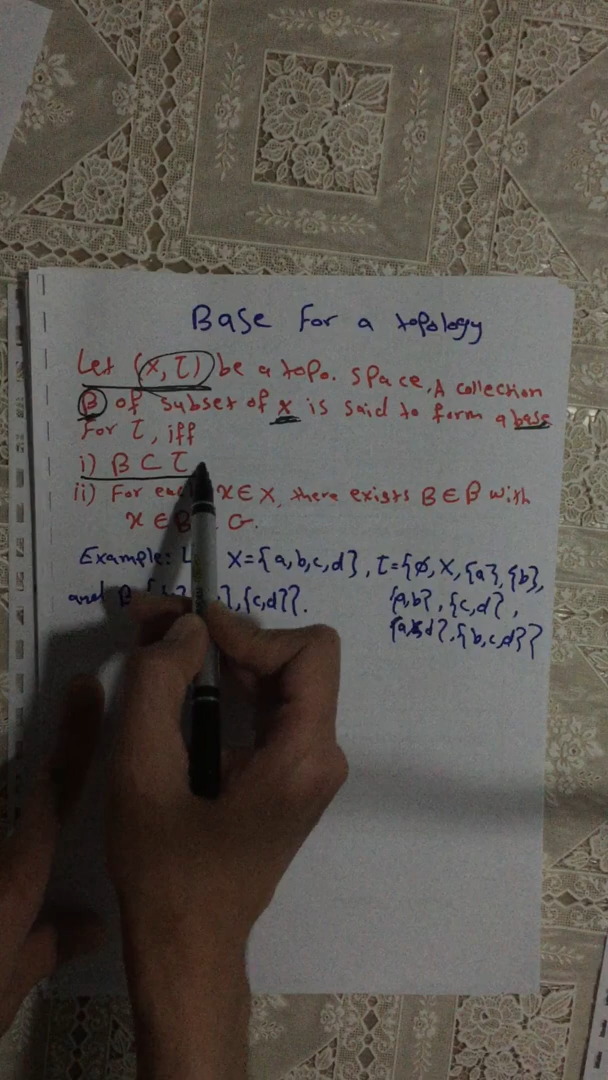 Base For a topology
Let (X, τ) be a topo. space, A collection
β of subset of X is said to form a base
For τ, iff
i) β ⊂ τ
ii) For x ∈ X, there exists B ∈ β with
x ∈ G.
Example: X={a,b,c,d}, τ={φ, X, {a}, {b},
and ,{c,d}}. {a,b}, {c,d},
{b,c,d}}